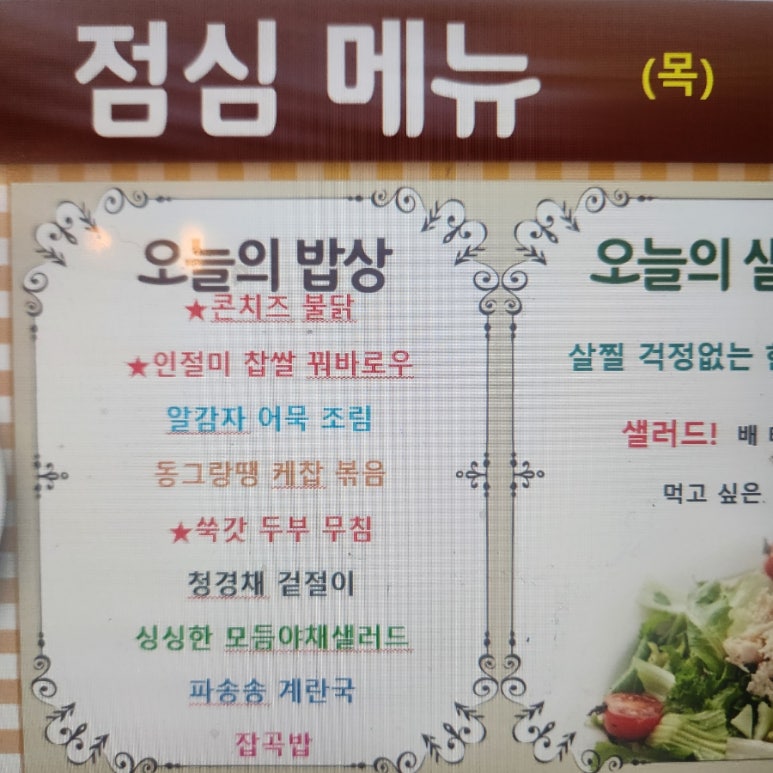 점심 메뉴 (목)
오늘의 밥상
★콘치즈 불닭
★인절미 찹쌀 꿔바로우
알감자 어묵 조림
동그랑땡 케찹 볶음
★쑥갓 두부 무침
청경채 겉절이
싱싱한 모듬야채샐러드
파송송 계란국
잡곡밥
오늘의
살찔 걱정없는
샐러드! 배
먹고 싶은